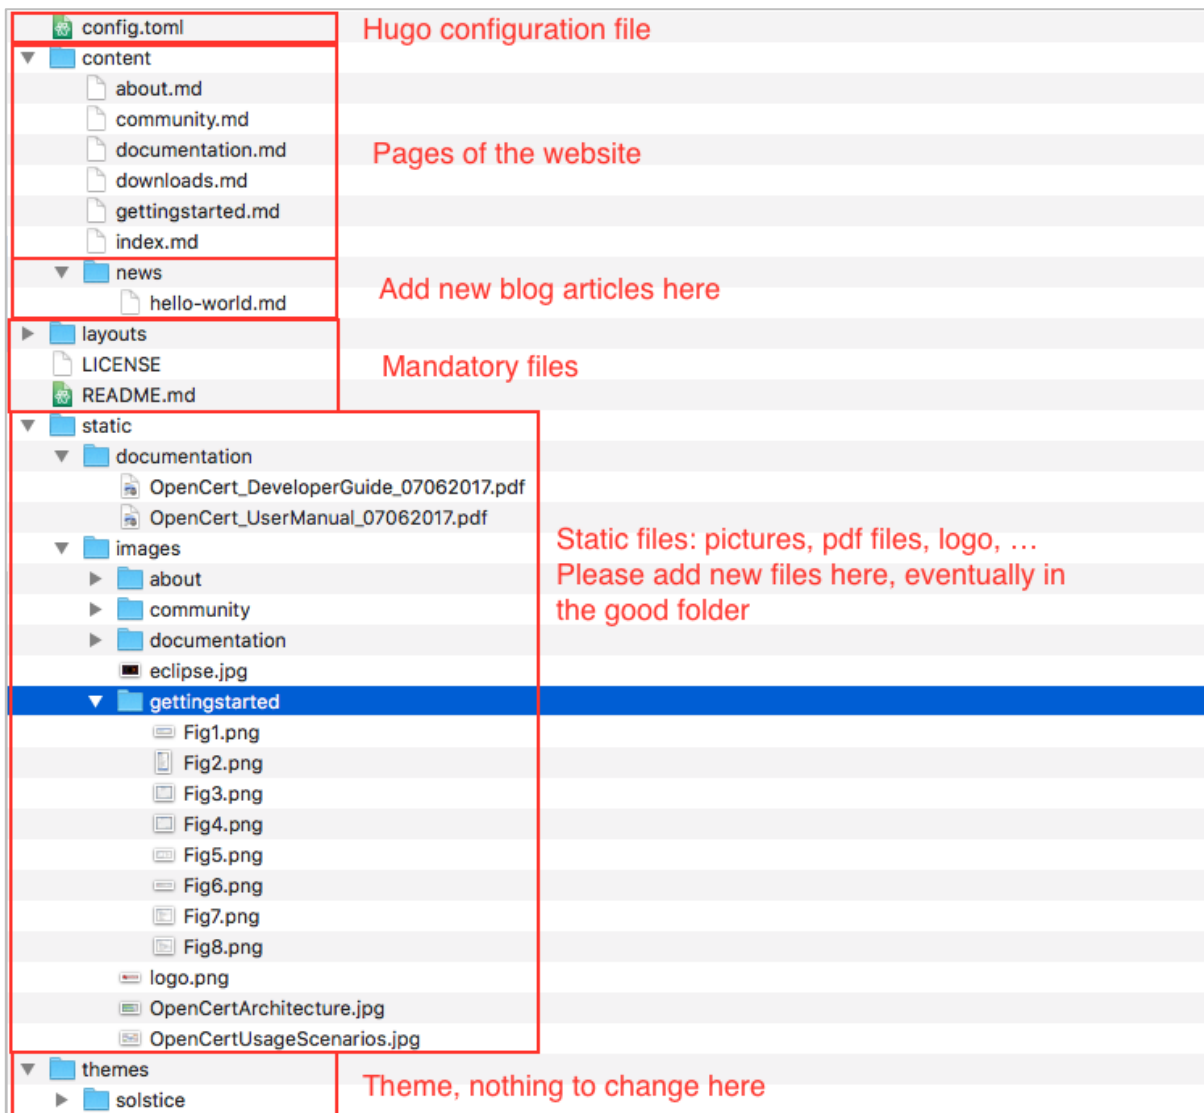 config.toml
Hugo configuration file
content
about.md
community.md
documentation.md
Pages of the website
downloads.md
gettingstarted.md
index.md
news
Add new blog articles here
hello-world.md
layouts
LICENSE
Mandatory files
README.md
static
documentation
OpenCert_DeveloperGuide_07062017.pdf
OpenCert_UserManual_07062017.pdf
images
Static files: pictures, pdf files, logo, …
Please add new files here, eventually in
the good folder
about
community
documentation
eclipse.jpg
gettingstarted
Fig1.png
Fig2.png
Fig3.png
Fig4.png
Fig5.png
Fig6.png
Fig7.png
Fig8.png
logo.png
OpenCertArchitecture.jpg
OpenCertUsageScenarios.jpg
themes
Theme, nothing to change here
solstice